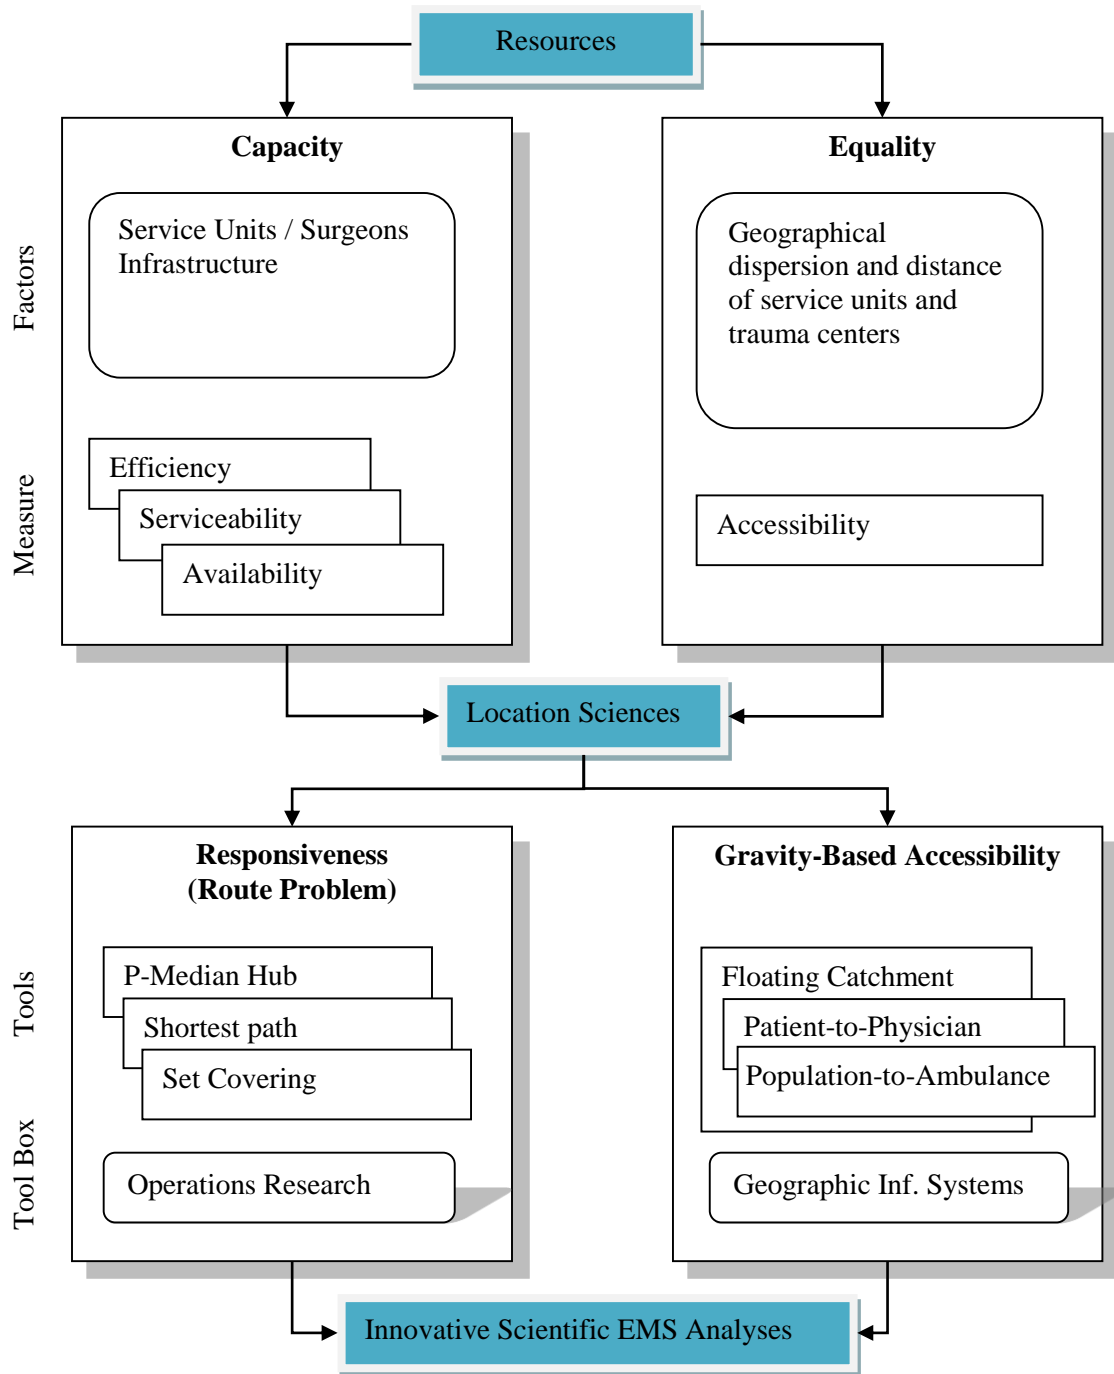 Resources
Capacity
Equality
Factors
Service Units / Surgeons
Infrastructure
Geographical
dispersion and distance
of service units and
trauma centers
Measure
Efficiency
Serviceability
Availability
Accessibility
Location Sciences
Responsiveness
(Route Problem)
Gravity-Based Accessibility
Tools
P-Median Hub
Shortest path
Set Covering
Floating Catchment
Patient-to-Physician
Population-to-Ambulance
Tool Box
Operations Research
Geographic Inf. Systems
Innovative Scientific EMS Analyses